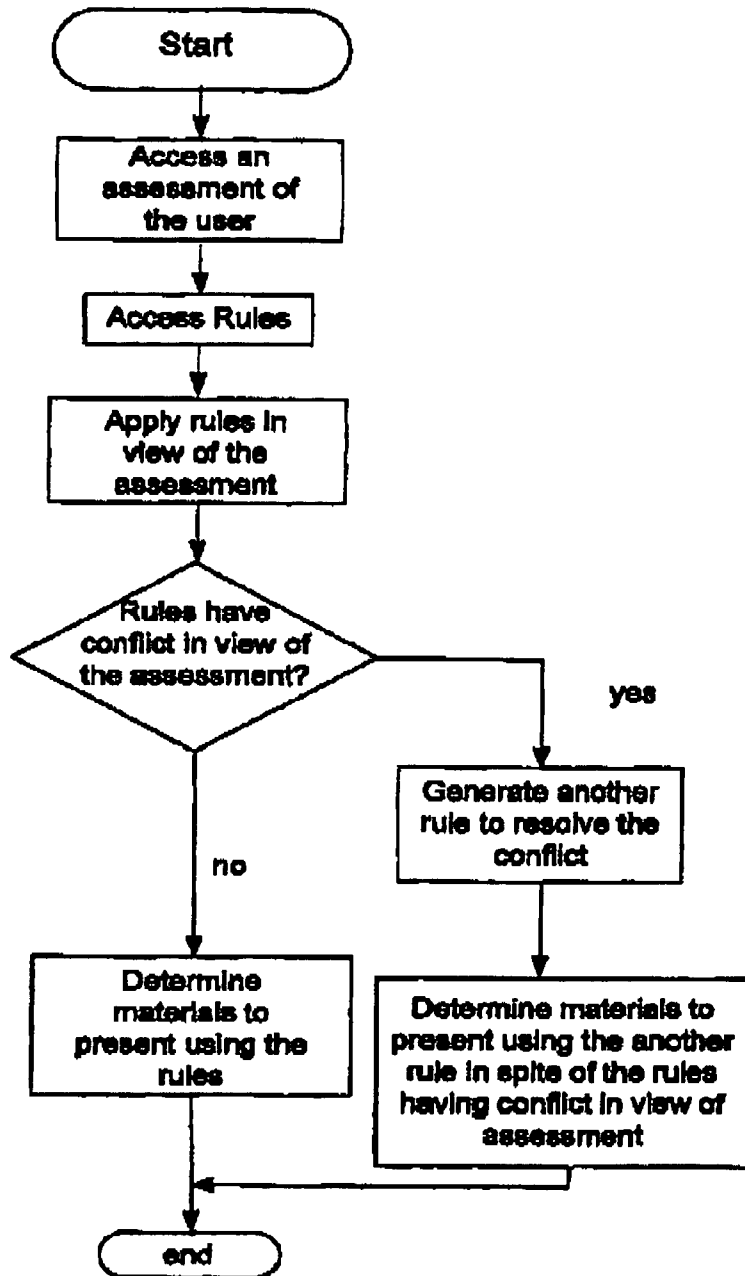 Start
Access an
assessment of
the user
Access Rules
Apply rules in
view of the
assessment
Rules have
conflict in view of
the assessment?
yes
Generate another
rule to resolve the
conflict
no
Determine
materials to
present using the
rules
Determine materials to
present using the another
rule in spite of the rules
having conflict in view of
assessment
end